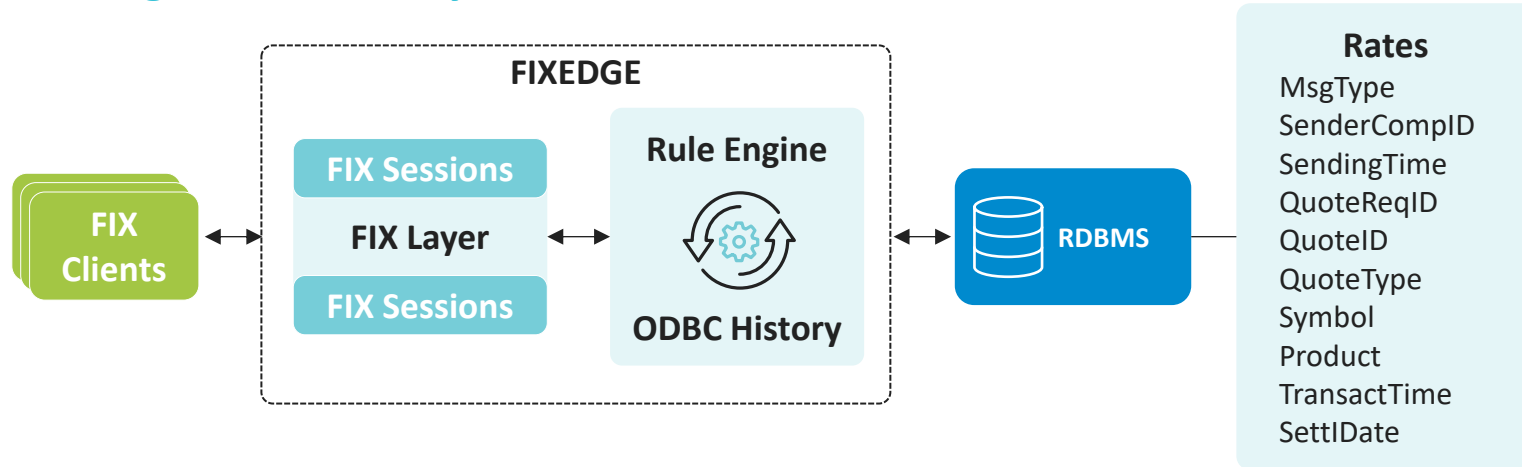 FIXEDGE
FIX
Clients
FIX Sessions
FIX Layer
FIX Sessions
Rule Engine
ODBC History
RDBMS
Rates
MsgType
SenderCompID
SendingTime
QuoteReqID
QuoteID
QuoteType
Symbol
Product
TransactTime
SettIDate